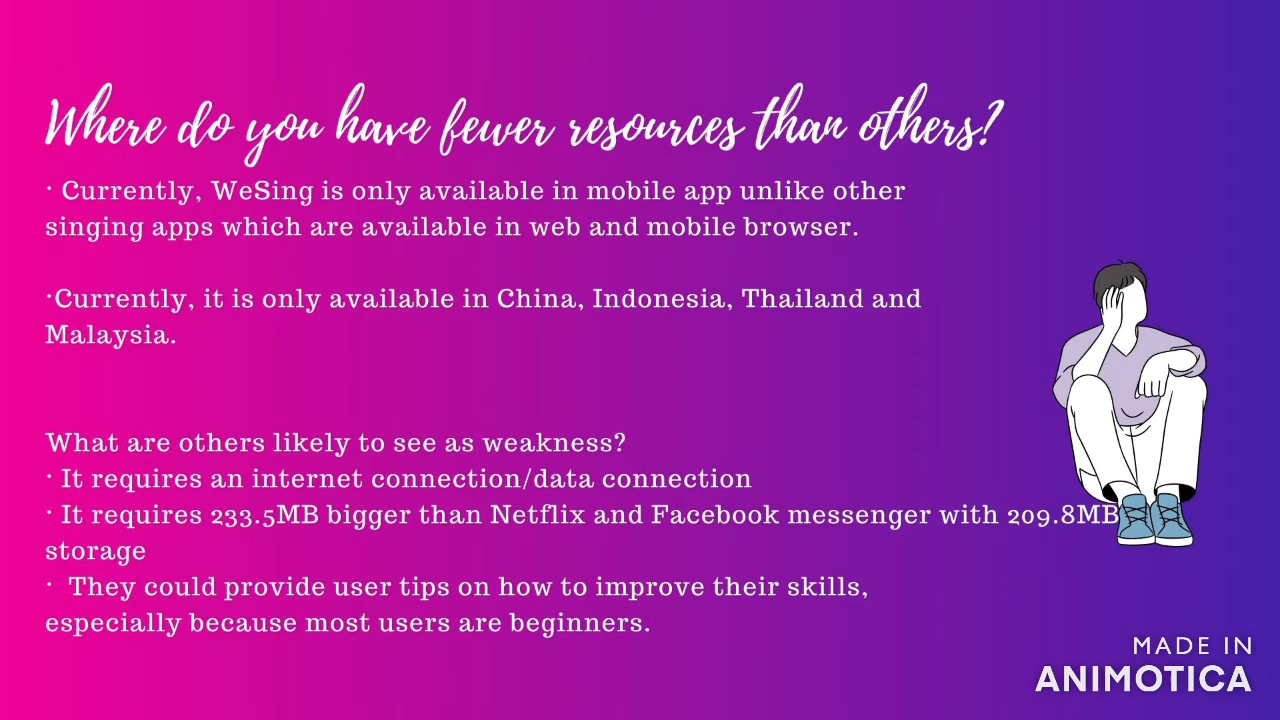 Where do you have fewer resources than others?
· Currently, WeSing is only available in mobile app unlike other
singing apps which are available in web and mobile browser.
·Currently, it is only available in China, Indonesia, Thailand and
Malaysia.
What are others likely to see as weakness?
· It requires an internet connection/data connection
· It requires 233.5MB bigger than Netflix and Facebook messenger with 209.8MB
storage
· They could provide user tips on how to improve their skills,
especially because most users are beginners.
MADE IN
ANIMOTICA